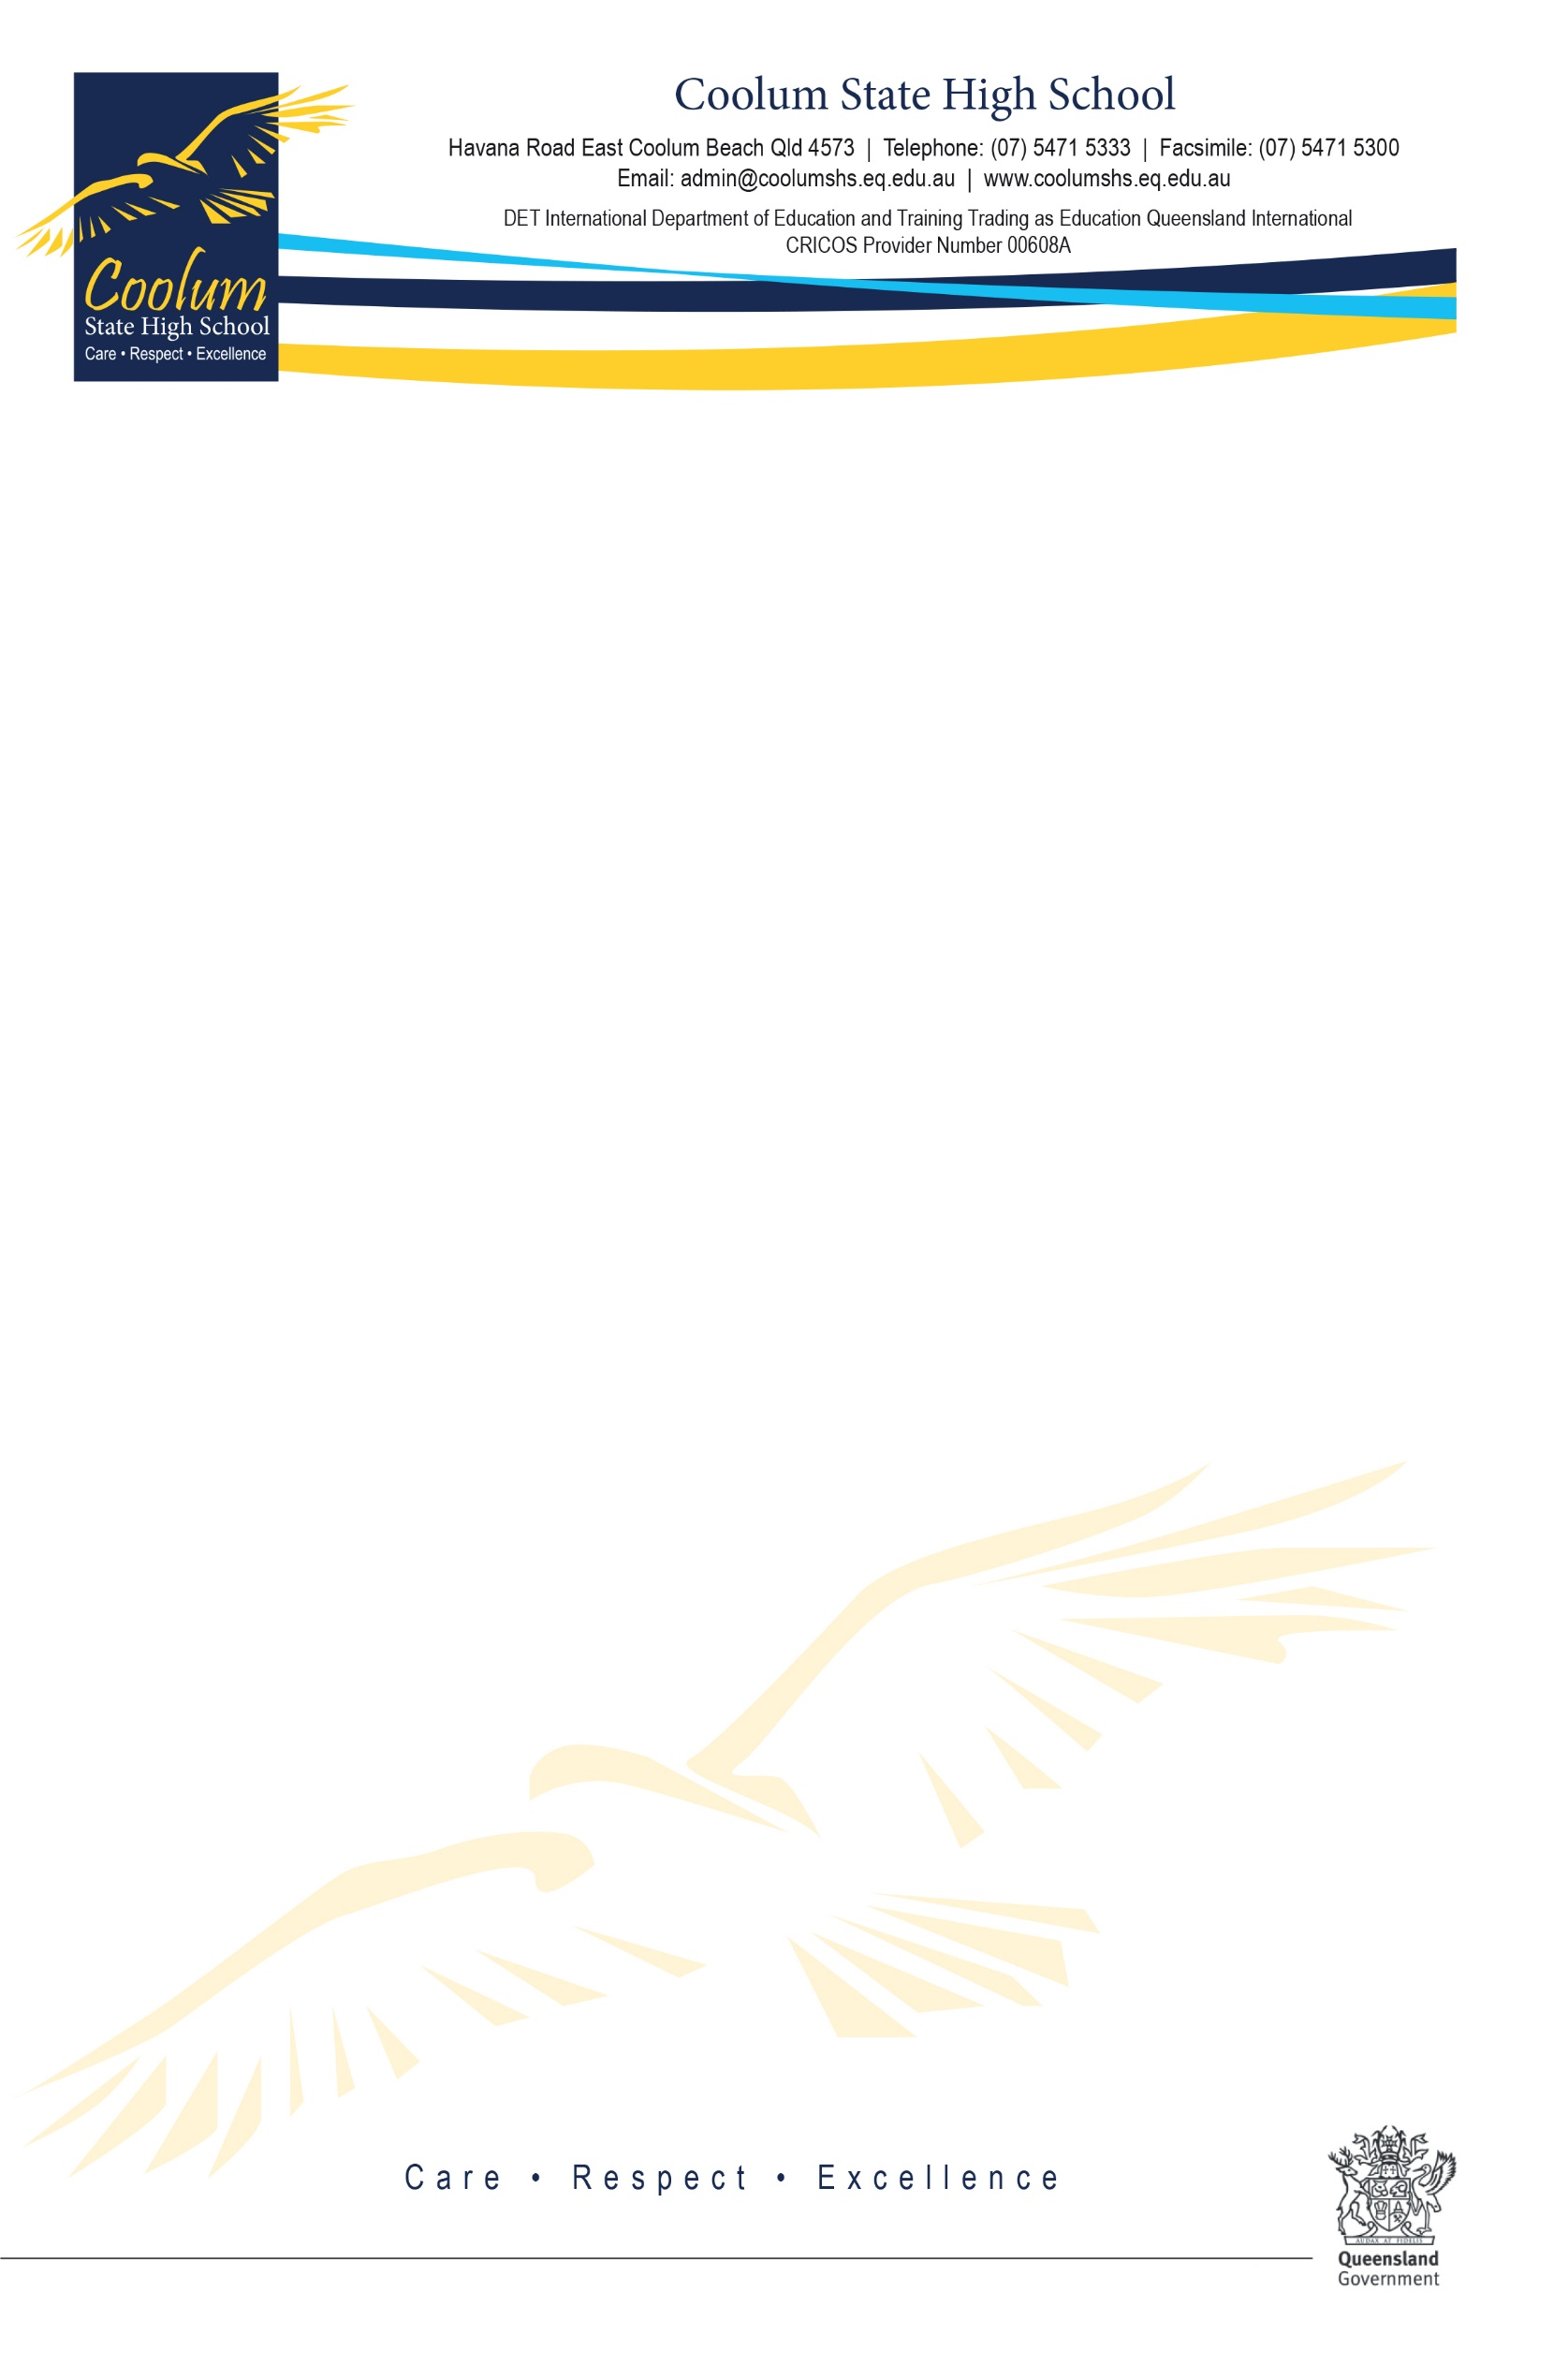 Coolum State High School
Havana Road East Coolum Beach Qld 4573 | Telephone: (07) 5471 5333 | Facsimile: (07) 5471 5300
Email: admin@coolumshs.eq.edu.au | www.coolumshs.eq.edu.au
DET International Department of Education and Training Trading as Education Queensland International
CRICOS Provider Number 00608A
Coolum
State High School
Care • Respect • Excellence
Care • Respect • Excellence
AUDAX AT FIDELIS
Queensland
Government